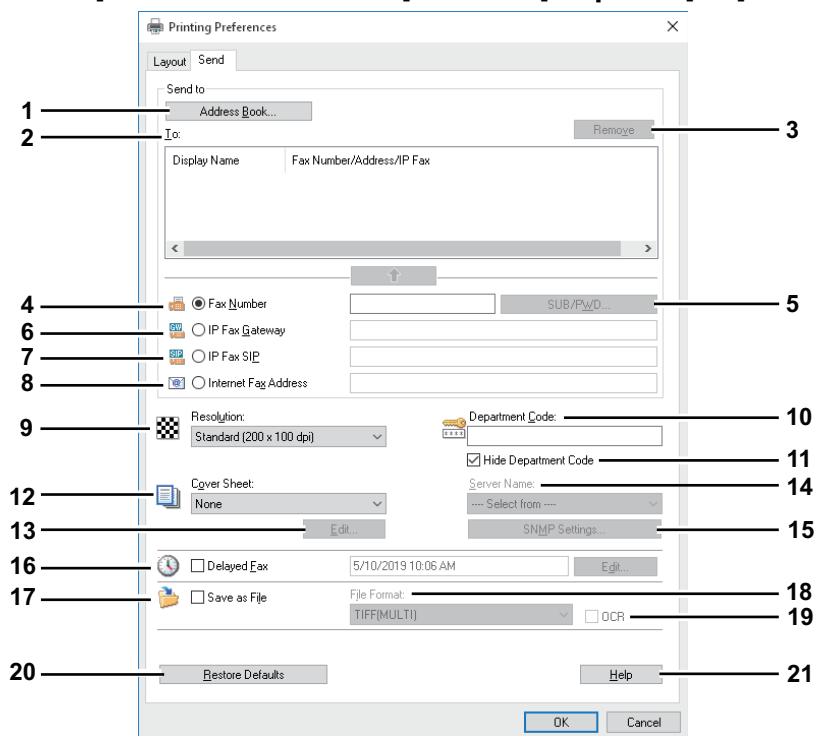 Printing Preferences
Layout Send
Send to
1 Address Book...
2 To: Remove 3
Display Name Fax Number/Address/IP Fax
4 Fax Number SUB/PWD... 5
6 IP Fax Gateway
7 IP Fax SIP
8 Internet Fax Address
9 Resolution: Department Code: 10
Standard (200 x 100 dpi) ****
Hide Department Code 11
12 Cover Sheet: Server Name: 14
None ---- Select from ----
13 Edit... SNMP Settings... 15
16 Delayed Fax 5/10/2019 10:06 AM Edit...
17 Save as File File Format: 18
TIFF(MULTI) OCR 19
20 Restore Defaults Help 21
OK Cancel